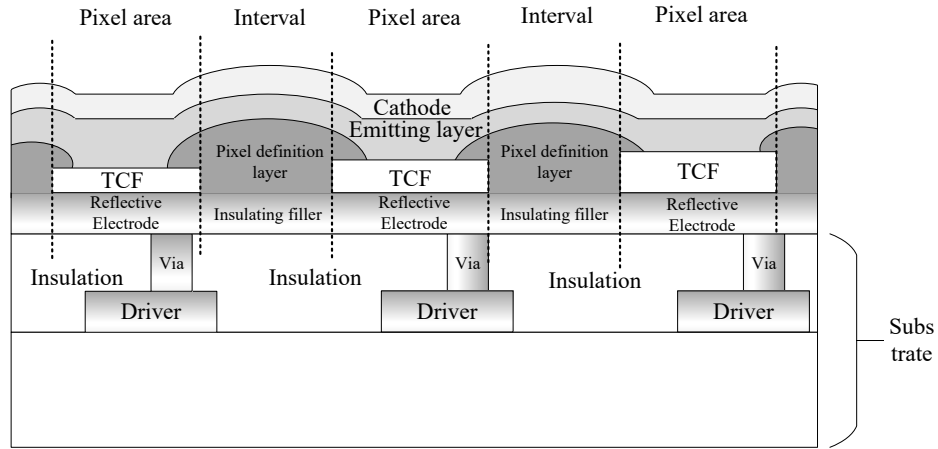 Pixel area Interval Pixel area Interval Pixel area
Cathode
Emitting layer
Pixel definition
layer
Pixel definition
layer
TCF TCF TCF
Reflective
Electrode
Insulating filler
Reflective
Electrode
Insulating filler
Reflective
Electrode
Via Via Via
Insulation Insulation Insulation
Driver Driver Driver
Subs
trate